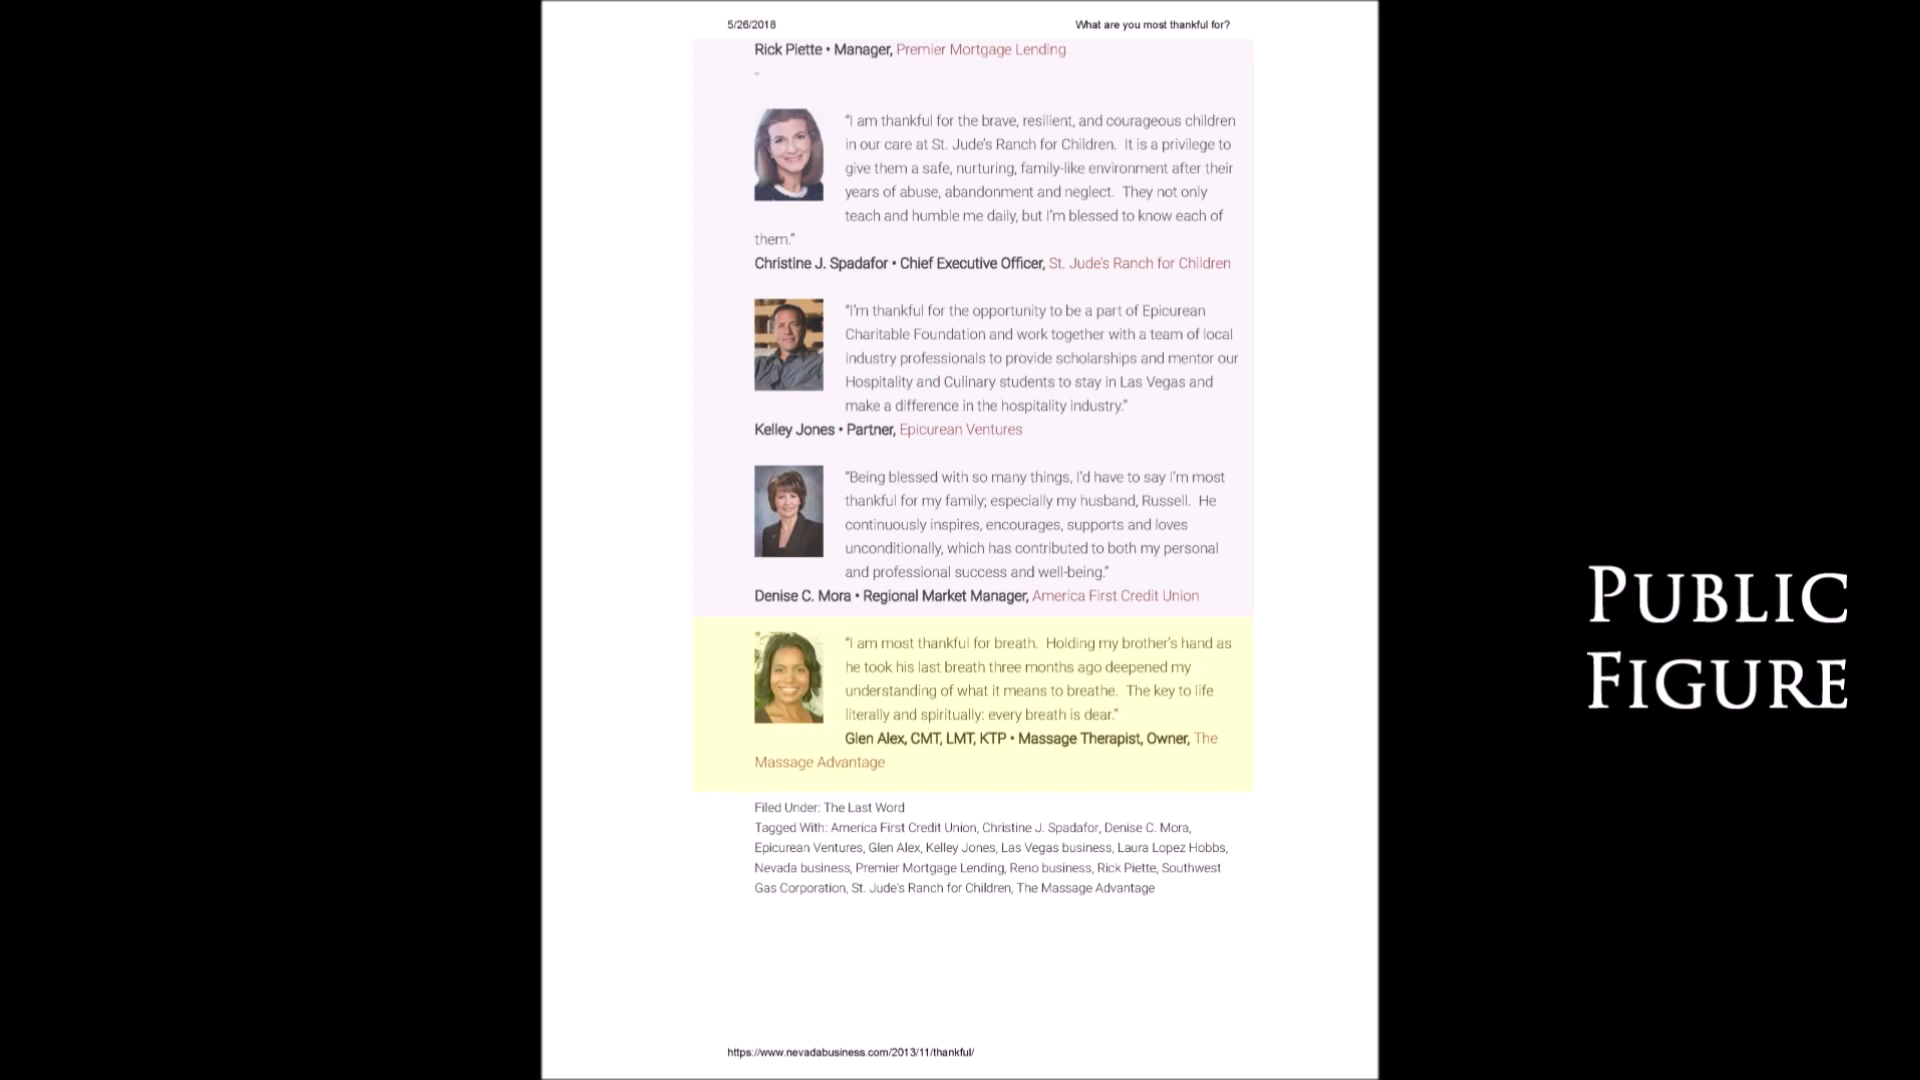 5/26/2018 What are you most thankful for?
Rick Piette • Manager, Premier Mortgage Lending
–
“I am thankful for the brave, resilient, and courageous children
in our care at St. Jude’s Ranch for Children. It is a privilege to
give them a safe, nurturing, family-like environment after their
years of abuse, abandonment and neglect. They not only
teach and humble me daily, but I’m blessed to know each of
them.”
Christine J. Spadafor • Chief Executive Officer, St. Jude’s Ranch for Children
“I’m thankful for the opportunity to be a part of Epicurean
Charitable Foundation and work together with a team of local
industry professionals to provide scholarships and mentor our
Hospitality and Culinary students to stay in Las Vegas and
make a difference in the hospitality industry.”
Kelley Jones • Partner, Epicurean Ventures
“Being blessed with so many things, I’d have to say I’m most
thankful for my family; especially my husband, Russell. He
continuously inspires, encourages, supports and loves
unconditionally, which has contributed to both my personal
and professional success and well-being.”
Denise C. Mora • Regional Market Manager, America First Credit Union
“I am most thankful for breath. Holding my brother’s hand as
he took his last breath three months ago deepened my
understanding of what it means to breathe. The key to life
literally and spiritually: every breath is dear.”
Glen Alex, CMT, LMT, KTP • Massage Therapist, Owner, The
Massage Advantage
Filed Under: The Last Word
Tagged With: America First Credit Union, Christine J. Spadafor, Denise C. Mora,
Epicurean Ventures, Glen Alex, Kelley Jones, Las Vegas business, Laura Lopez Hobbs,
Nevada business, Premier Mortgage Lending, Reno business, Rick Piette, Southwest
Gas Corporation, St. Jude's Ranch for Children, The Massage Advantage
https://www.nevadabusiness.com/2013/11/thankful/
PUBLIC
FIGURE